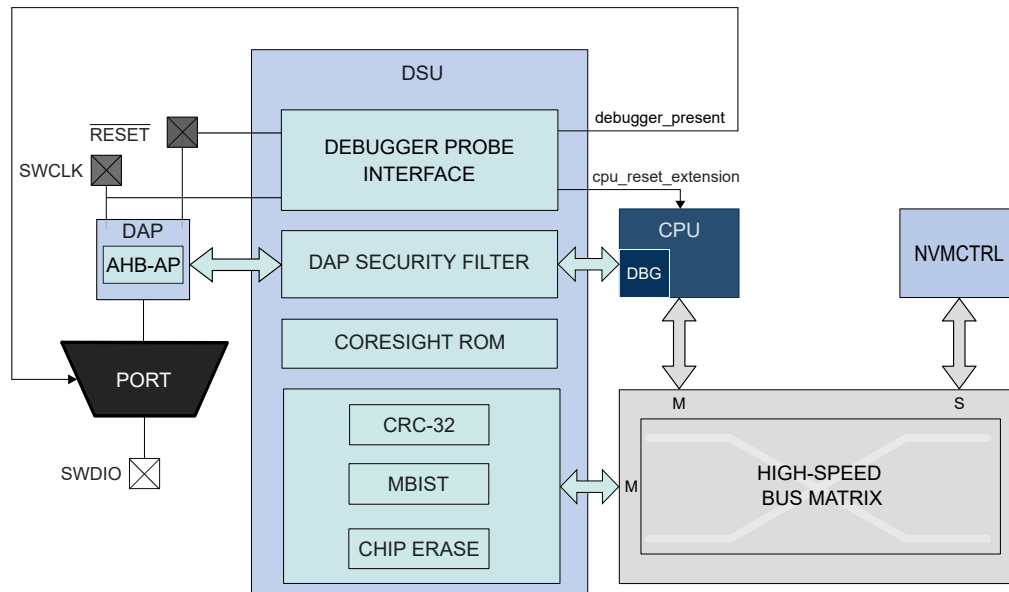 DSU
debugger_present
RESET
DEBUGGER PROBE
INTERFACE
SWCLK
cpu_reset_extension
DAP
CPU
AHB-AP
DAP SECURITY FILTER
DBG
NVMCTRL
CORESIGHT ROM
PORT
M
S
CRC-32
SWDIO
MBIST
M
HIGH-SPEED
BUS MATRIX
CHIP ERASE